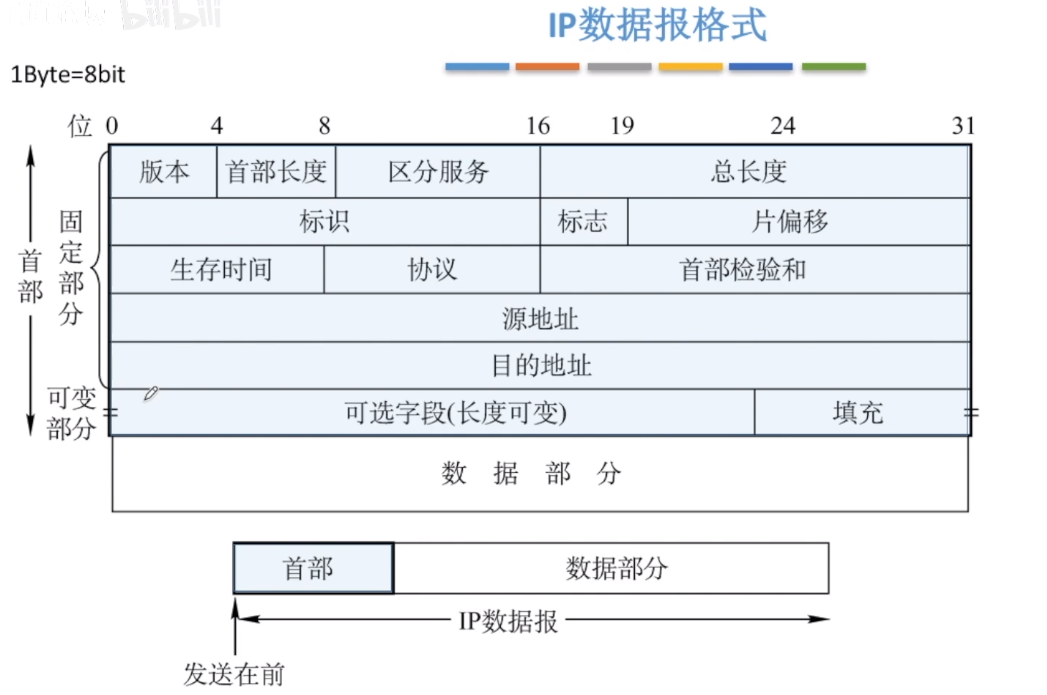 bilibili
IP数据报格式
1Byte=8bit
位 0 4 8 16 19 24 31
版本 首部长度 区分服务 总长度
标识 标志 片偏移
生存时间 协议 首部检验和
源地址
目的地址
可选字段(长度可变) 填充
数据部分
首部
固定部分
可变部分
首部 数据部分
IP数据报
发送在前